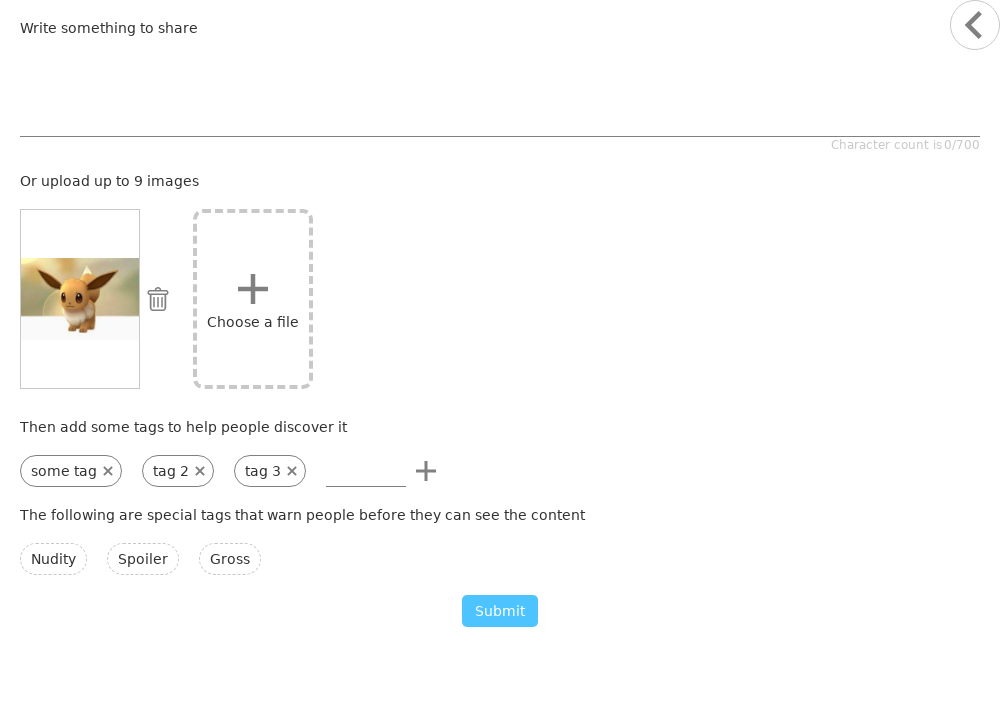 Write something to share
Character count is 0/700
Or upload up to 9 images
Choose a file
Then add some tags to help people discover it
some tag
tag 2
tag 3
The following are special tags that warn people before they can see the content
Nudity
Spoiler
Gross
Submit